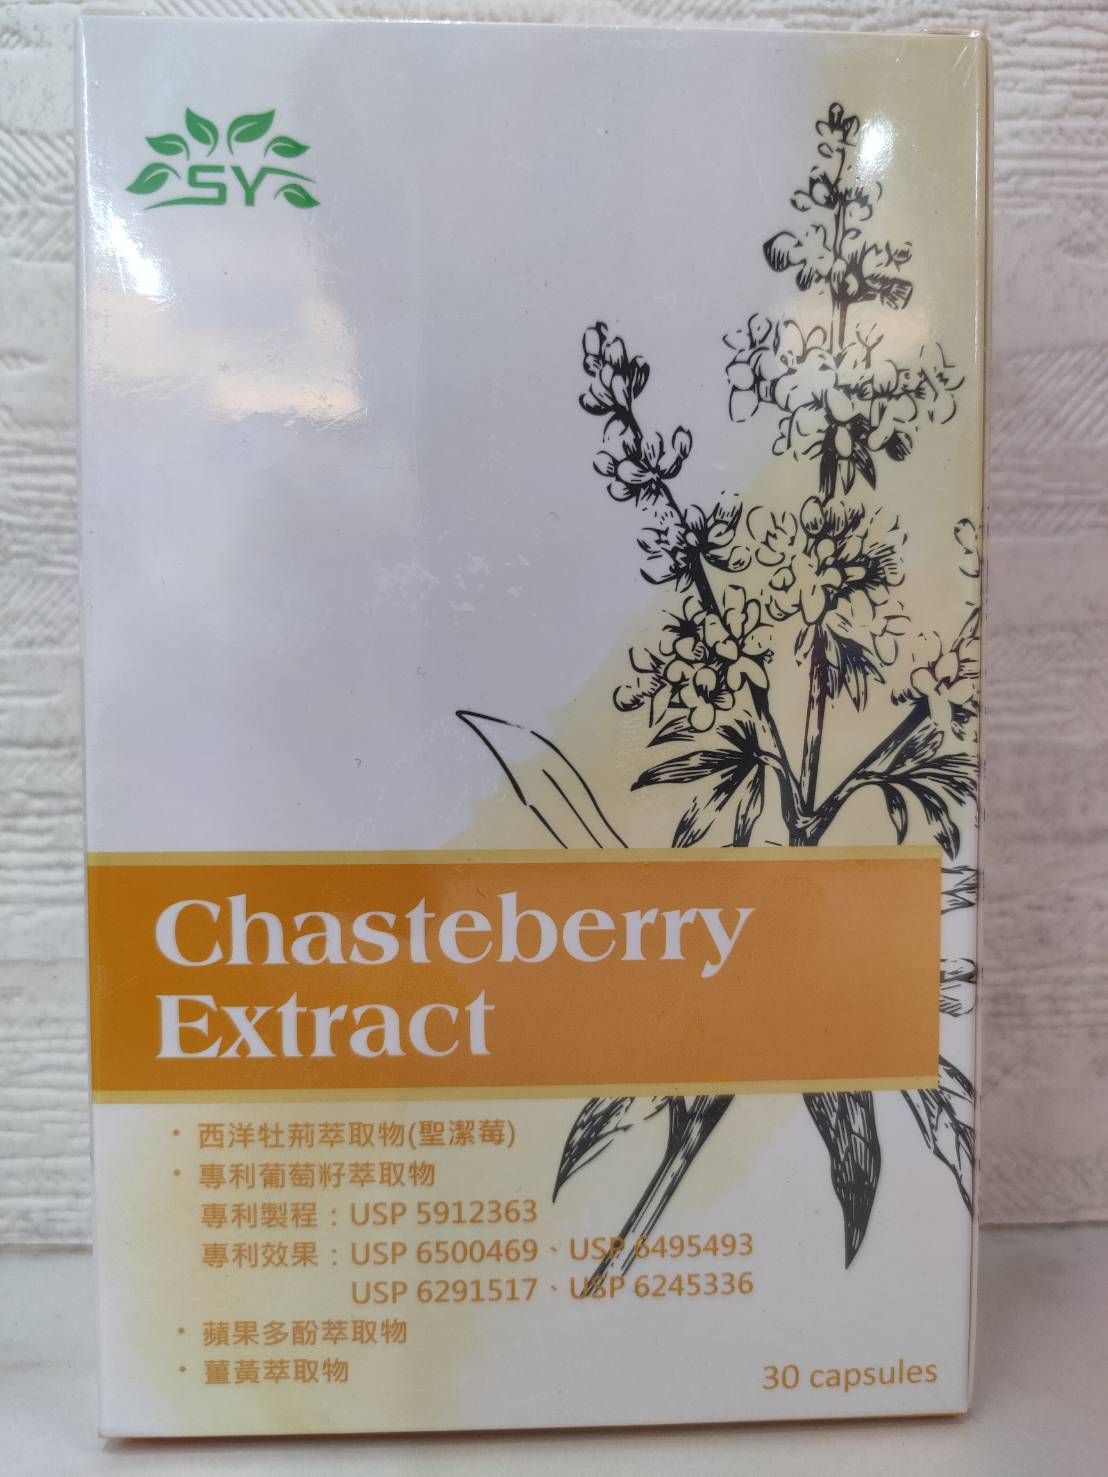 SY
Chasteberry
Extract
・西洋牡荊萃取物(聖潔莓)
・專利葡萄籽萃取物
專利製程：USP 5912363
專利效果：USP 6500469、USP 6495493
USP 6291517、USP 6245336
・蘋果多酚萃取物
・薑黃萃取物
30 capsules